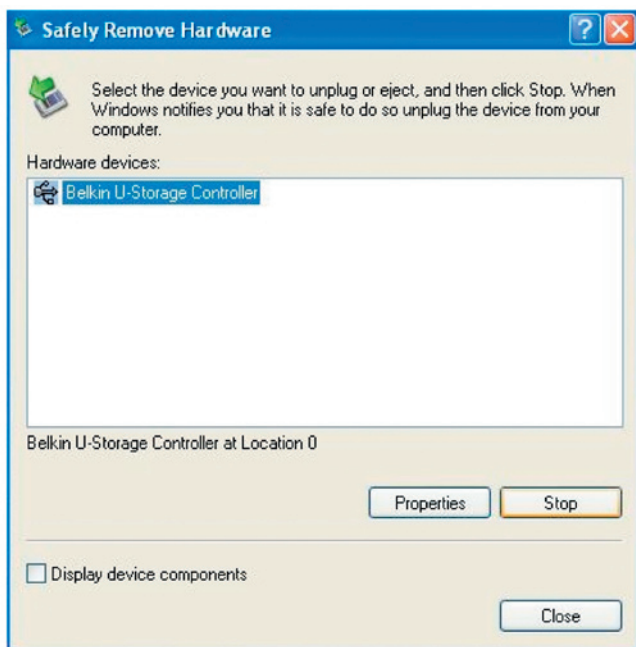 Safely Remove Hardware
Select the device you want to unplug or eject, and then click Stop. When
Windows notifies you that it is safe to do so unplug the device from your
computer.
Hardware devices:
Belkin U-Storage Controller
Belkin U-Storage Controller at Location 0
Properties
Stop
Display device components
Close